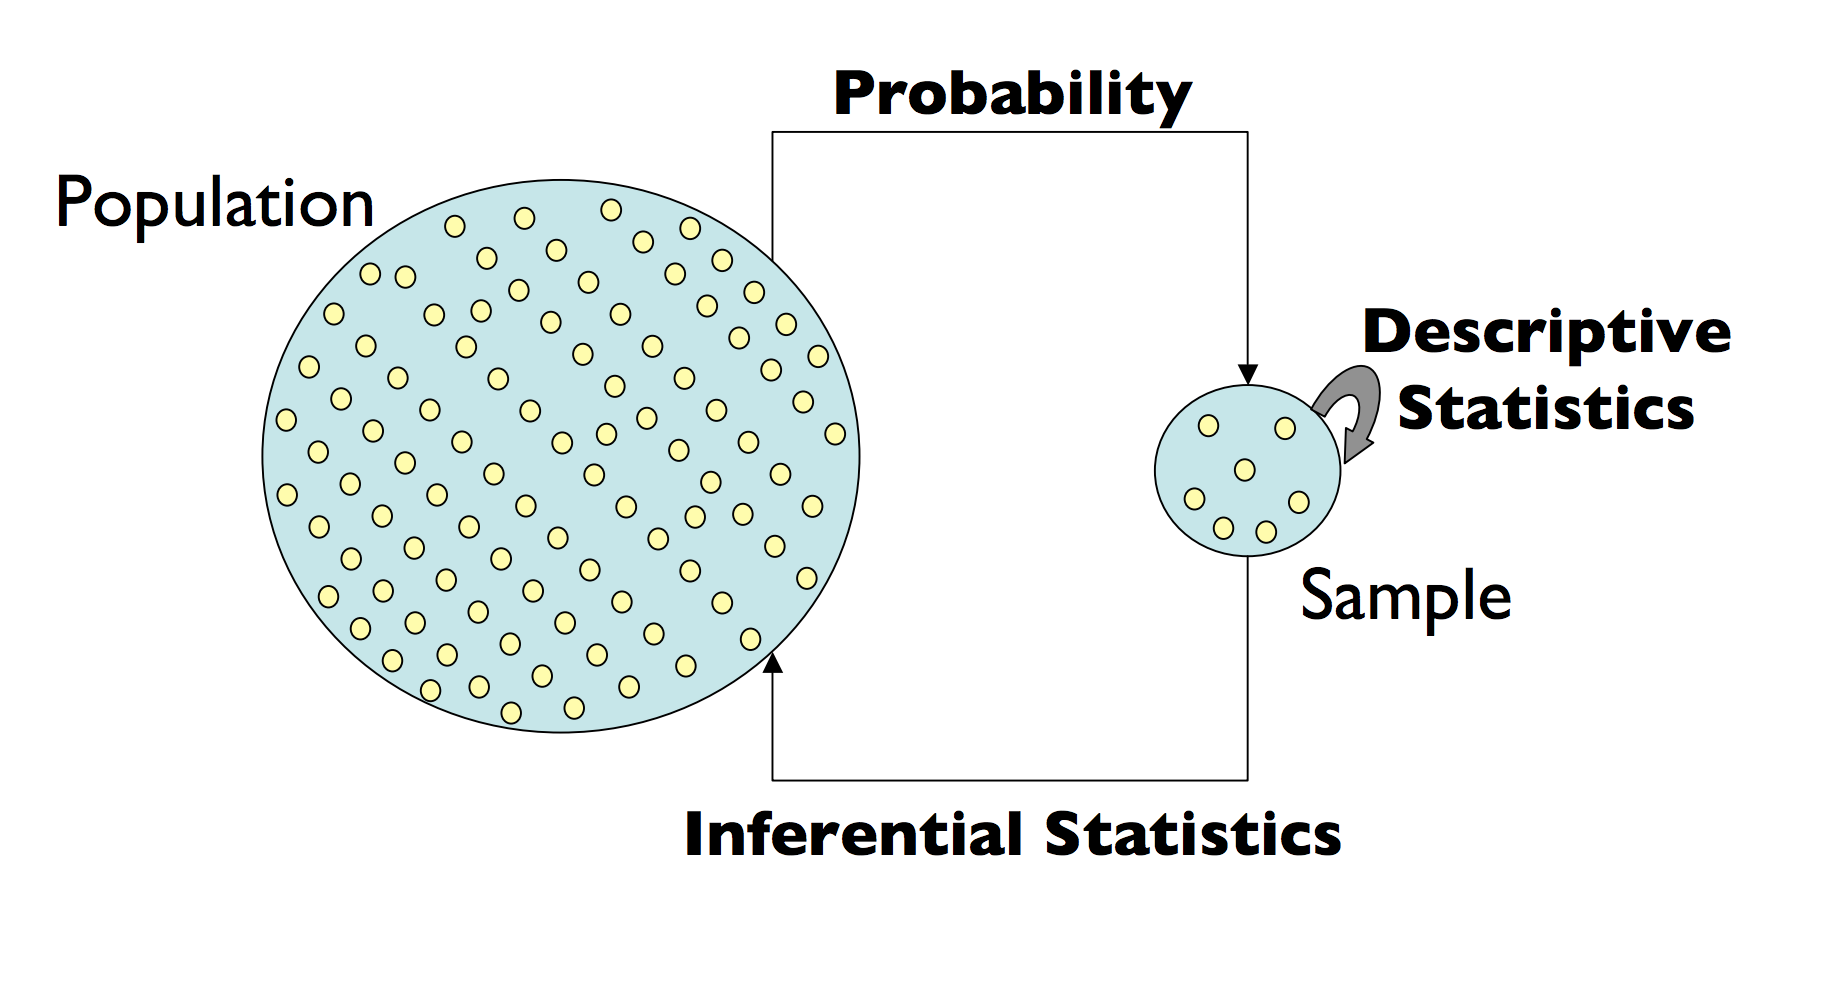 Probability
Population
Descriptive
Statistics
Sample
Inferential Statistics